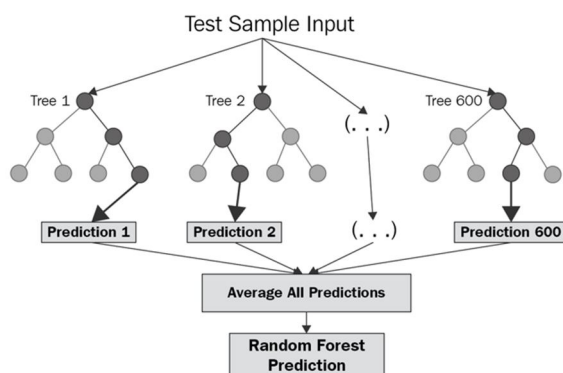 Test Sample Input
Tree 1
Tree 2
Tree 600
(. . .)
Prediction 1
Prediction 2
(. . .)
Prediction 600
Average All Predictions
Random Forest
Prediction